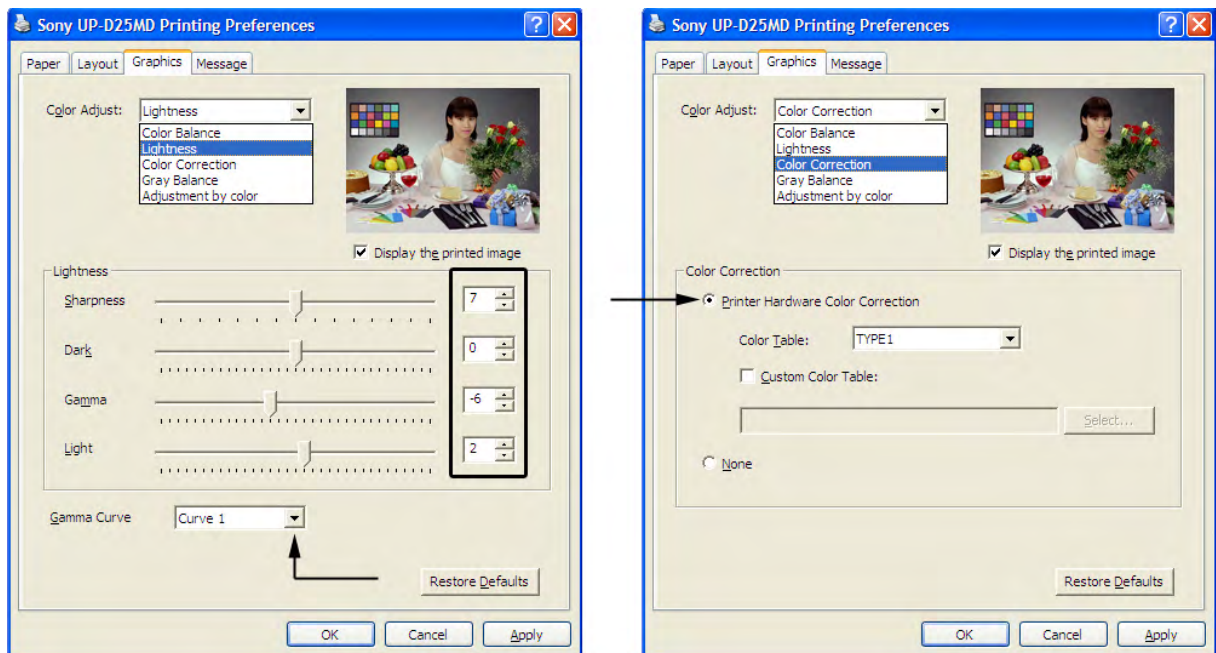 Sony UP-D25MD Printing Preferences
Paper
Layout
Graphics
Message
Color Adjust:
Lightness
Color Balance
Lightness
Color Correction
Gray Balance
Adjustment by color
Display the printed image
Lightness
Sharpness
7
Dark
0
Gamma
-6
Light
2
Gamma Curve
Curve 1
Restore Defaults
OK
Cancel
Apply
Sony UP-D25MD Printing Preferences
Paper
Layout
Graphics
Message
Color Adjust:
Color Correction
Color Balance
Lightness
Color Correction
Gray Balance
Adjustment by color
Display the printed image
Color Correction
Printer Hardware Color Correction
Color Table:
TYPE1
Custom Color Table:
Select...
None
Restore Defaults
OK
Cancel
Apply